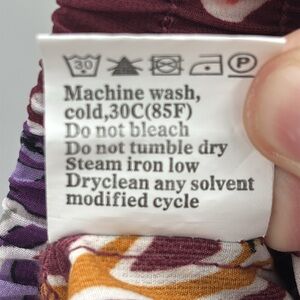 30 P
Machine wash,
cold,30C(85F)
Do not bleach
Do not tumble dry
Steam iron low
Dryclean any solvent
modified cycle